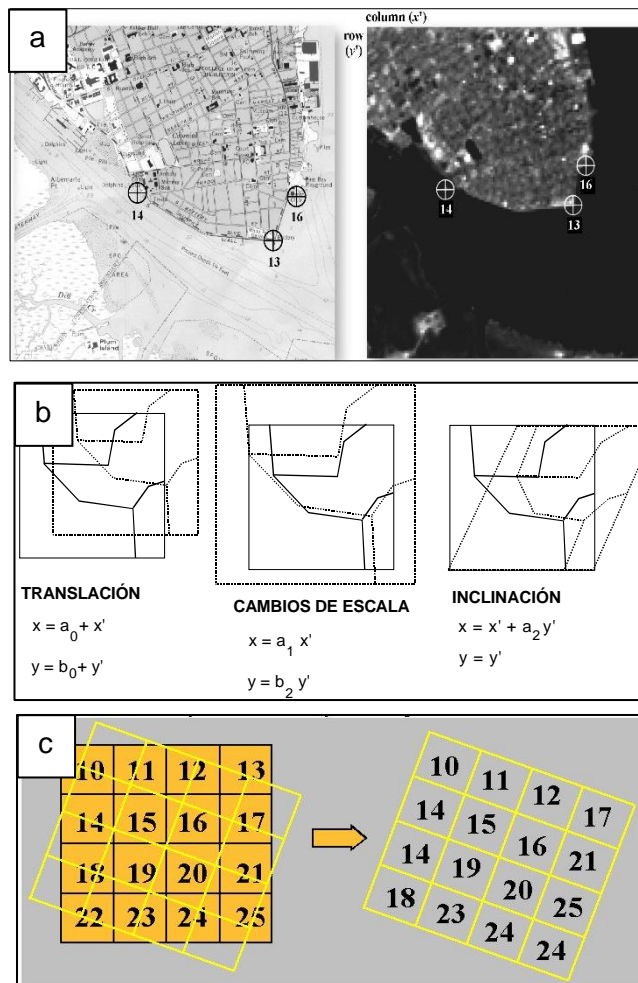 a
column (x')
row
(y')
14
16
13
14
16
13
Plum
Island
b
TRANSLACIÓN
x = a0 + x'
y = b0 + y'
CAMBIOS DE ESCALA
x = a1 x'
y = b2 y'
INCLINACIÓN
x = x' + a2 y'
y = y'
c
10 11 12 13
14 15 16 17
18 19 20 21
22 23 24 25
10 11 12 17
14 15 16 21
14 19 20 25
18 23 24 24